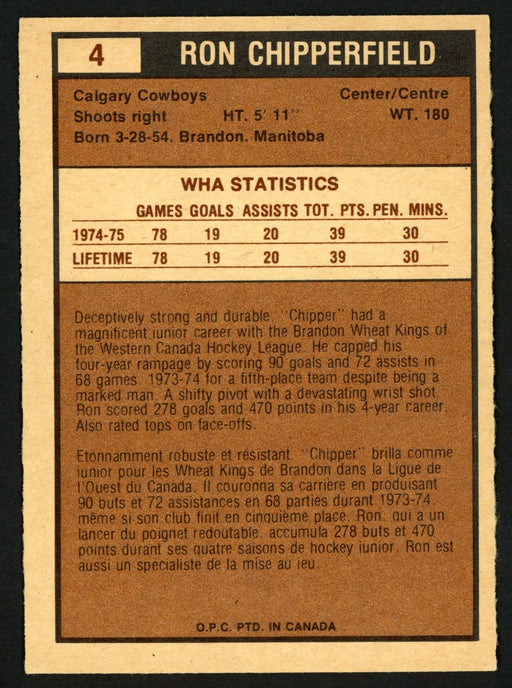 4 RON CHIPPERFIELD
Calgary Cowboys Center/Centre
Shoots right HT. 5' 11" WT. 180
Born 3-28-54. Brandon. Manitoba
WHA STATISTICS
GAMES GOALS ASSISTS TOT. PTS. PEN. MINS.
1974-75 78 19 20 39 30
LIFETIME 78 19 20 39 30
Deceptively strong and durable "Chipper" had a
magnificent junior career with the Brandon Wheat Kings of
the Western Canada Hockey League. He capped his
four-year rampage by scoring 90 goals and 72 assists in
68 games. 1973-74 for a fifth-place team despite being a
marked man. A shifty pivot with a devastating wrist shot.
Ron scored 278 goals and 470 points in his 4-year career.
Also rated tops on face-offs.
Etonnamment robuste et résistant. "Chipper" brilla comme
junior pour les Wheat Kings de Brandon dans la Ligue de
l'Ouest du Canada. Il couronna sa carrière en produisant
90 buts et 72 assistances en 68 parties durant 1973-74,
même si son club finit en cinquième place. Ron, qui a un
lancer du poignet redoutable, accumula 278 buts et 470
points durant ses quatre saisons de hockey junior. Ron est
aussi un specialiste de la mise au jeu.
O.P.C. PTD. IN CANADA